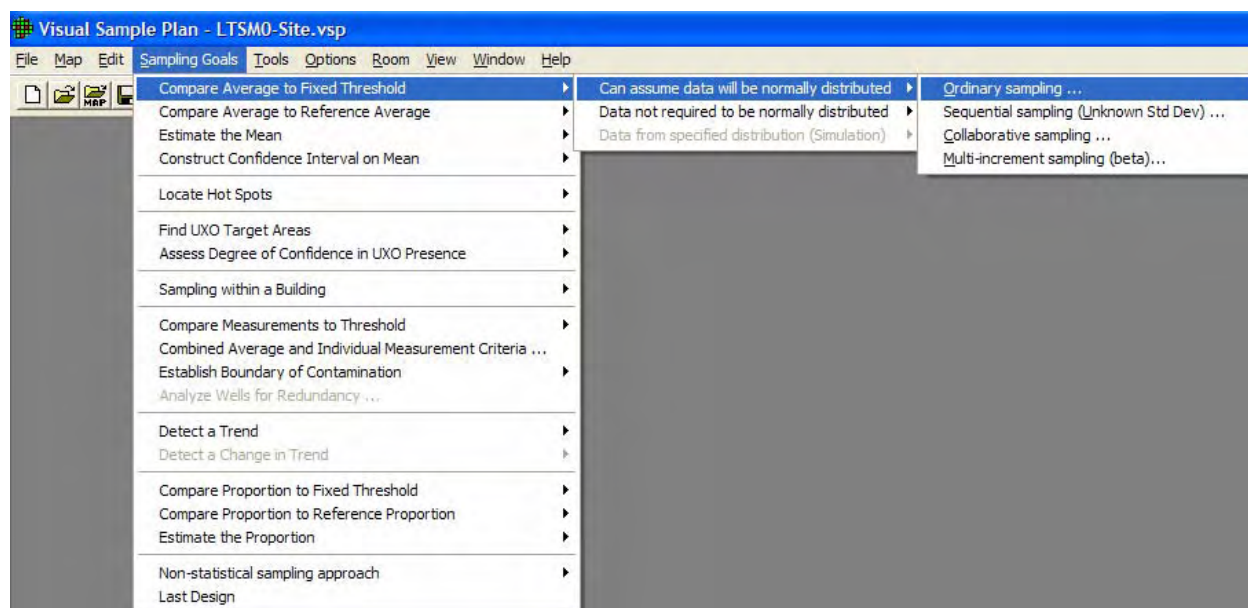 Visual Sample Plan - LTSM0-Site.vsp
File Map Edit Sampling Goals Tools Options Room View Window Help
MAP
Compare Average to Fixed Threshold
Compare Average to Reference Average
Estimate the Mean
Construct Confidence Interval on Mean
Locate Hot Spots
Find UXO Target Areas
Assess Degree of Confidence in UXO Presence
Sampling within a Building
Compare Measurements to Threshold
Combined Average and Individual Measurement Criteria ...
Establish Boundary of Contamination
Analyze Wells for Redundancy ...
Detect a Trend
Detect a Change in Trend
Compare Proportion to Fixed Threshold
Compare Proportion to Reference Proportion
Estimate the Proportion
Non-statistical sampling approach
Last Design
Can assume data will be normally distributed
Data not required to be normally distributed
Data from specified distribution (Simulation)
Ordinary sampling ...
Sequential sampling (Unknown Std Dev) ...
Collaborative sampling ...
Multi-increment sampling (beta)...